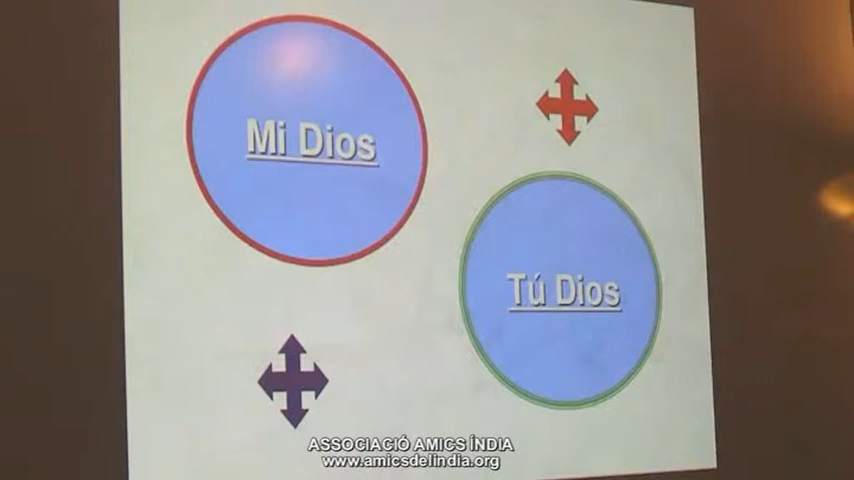 Mi Dios
Tú Dios
ASSOCIACIÓ AMICS ÍNDIA
www.amicsdelindia.org